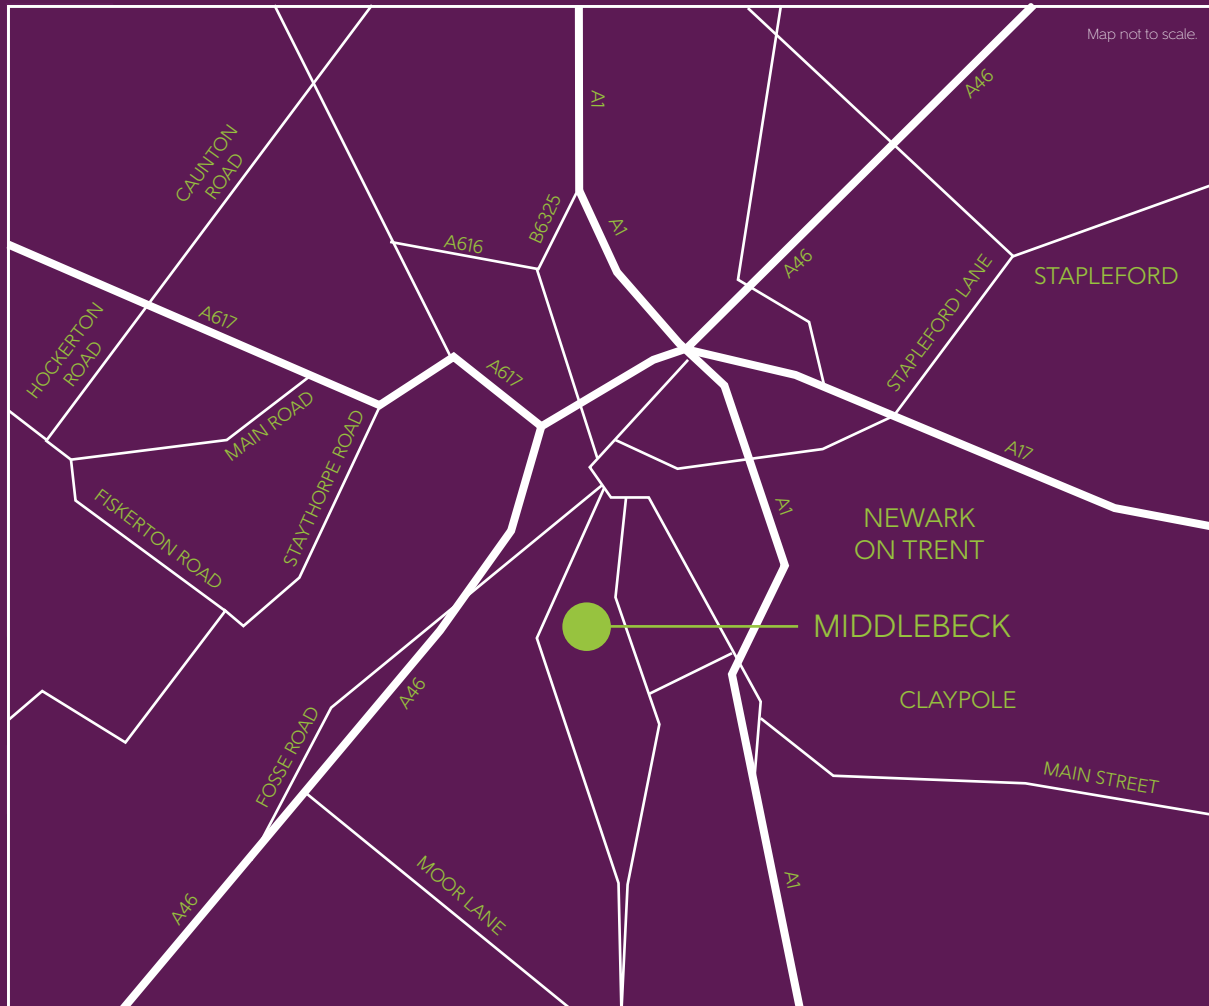 Map not to scale.
A46
A1
CAUNTON
ROAD
B6325
A1
A616
A46
STAPLEFORD
STAPLEFORD LANE
A617
HOCKERTON
ROAD
A617
MAIN ROAD
STAYTHORPE ROAD
A17
FISKERTON ROAD
A1
NEWARK
ON TRENT
MIDDLEBECK
A46
CLAYPOLE
FOSSE ROAD
MAIN STREET
MOOR LANE
A1
A46